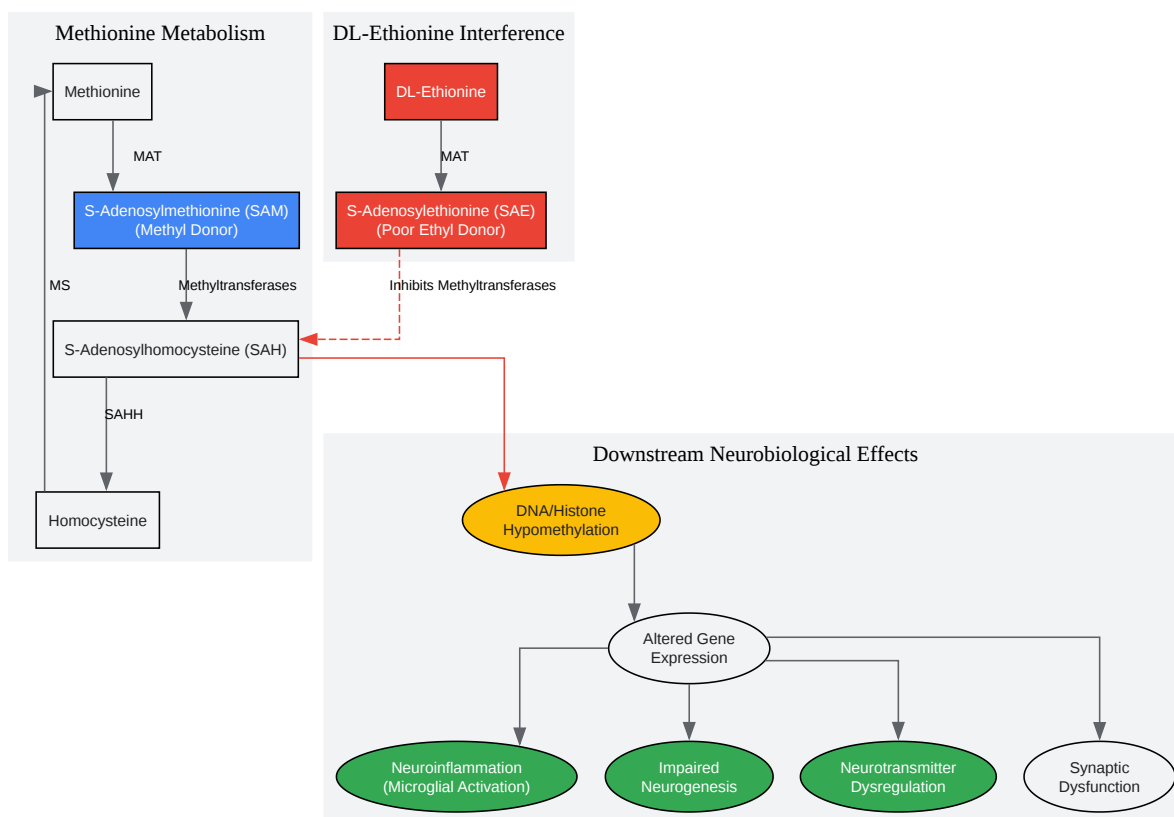 Methionine Metabolism
DL-Ethionine Interference
Methionine
DL-Ethionine
MAT
MAT
S-Adenosylmethionine (SAM)
(Methyl Donor)
S-Adenosylethionine (SAE)
(Poor Ethyl Donor)
MS
Methyltransferases
Inhibits Methyltransferases
S-Adenosylhomocysteine (SAH)
SAHH
Downstream Neurobiological Effects
Homocysteine
DNA/Histone
Hypomethylation
Altered Gene
Expression
Neuroinflammation
(Microglial Activation)
Impaired
Neurogenesis
Neurotransmitter
Dysregulation
Synaptic
Dysfunction